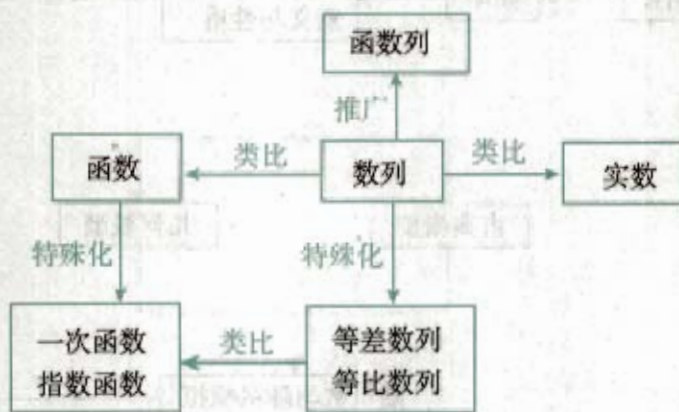 函数列
推广
函数
类比
数列
类比
实数
特殊化
特殊化
一次函数
指数函数
类比
等差数列
等比数列